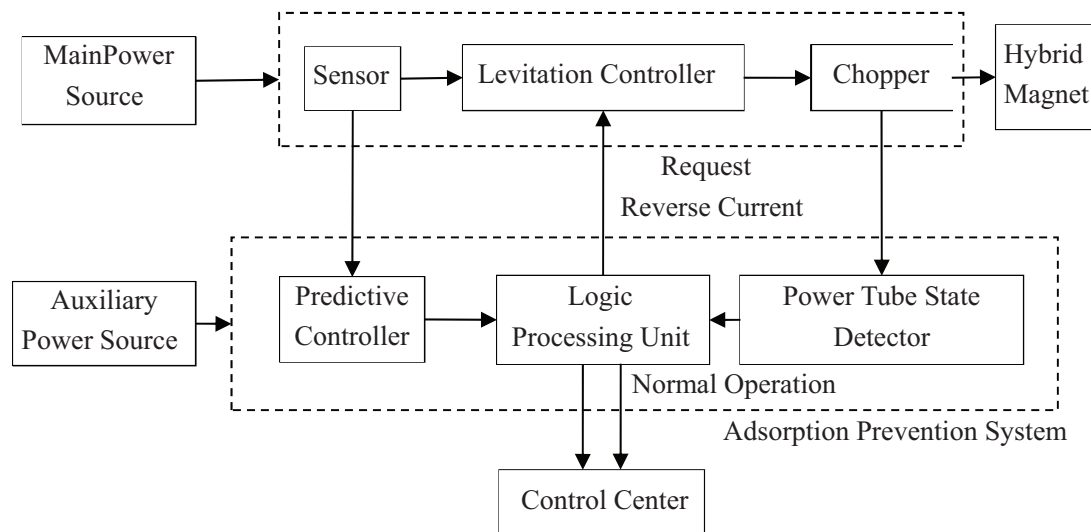 MainPower
Source
Sensor
Levitation Controller
Chopper
Hybrid
Magnet
Request
Reverse Current
Auxiliary
Power Source
Predictive
Controller
Logic
Processing Unit
Power Tube State
Detector
Normal Operation
Adsorption Prevention System
Control Center